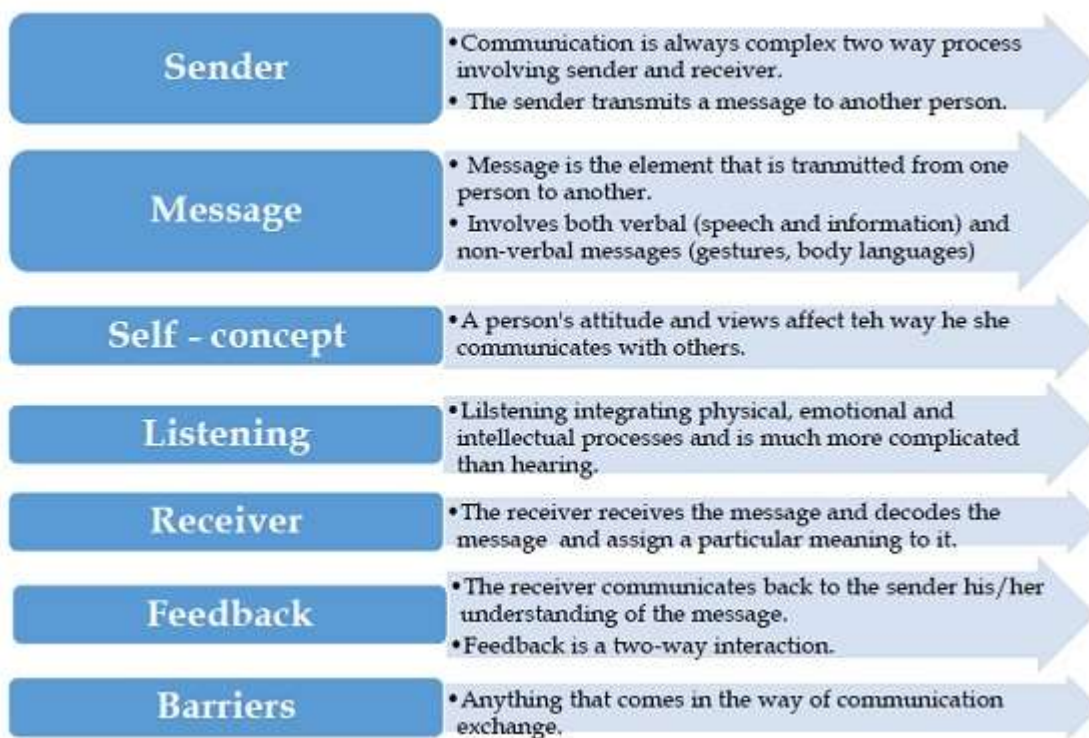 Sender
•Communication is always complex two way process
involving sender and receiver.
• The sender transmits a message to another person.
Message
• Message is the element that is tranmitted from one
person to another.
• Involves both verbal (speech and information) and
non-verbal messages (gestures, body languages)
Self - concept
•A person's attitude and views affect teh way he she
communicates with others.
Listening
•Lilstening integrating physical, emotional and
intellectual processes and is much more complicated
than hearing.
Receiver
•The receiver receives the message and decodes the
message and assign a particular meaning to it.
Feedback
•The receiver communicates back to the sender his/her
understanding of the message.
•Feedback is a two-way interaction.
Barriers
•Anything that comes in the way of communication
exchange.